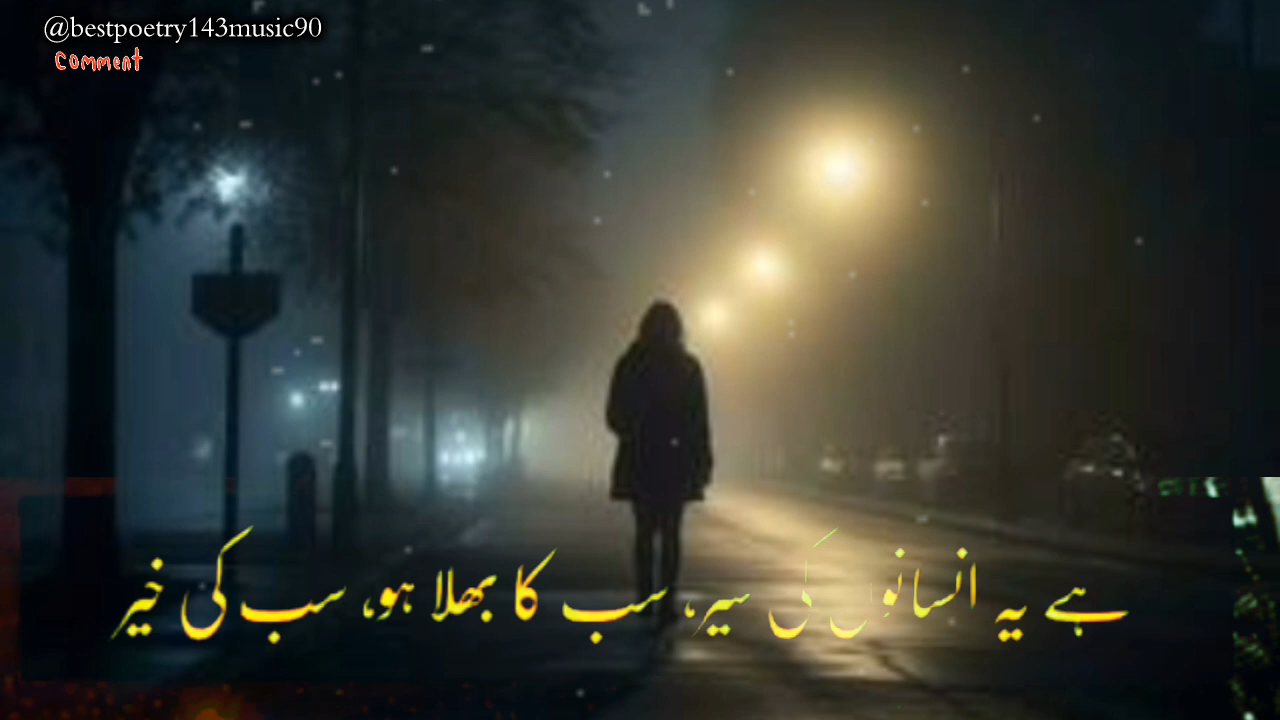 @bestpoetry143music90
Comment
ہے یہ انسانوں کی سیر، سب کا بھلا ہو، سب کی خیر